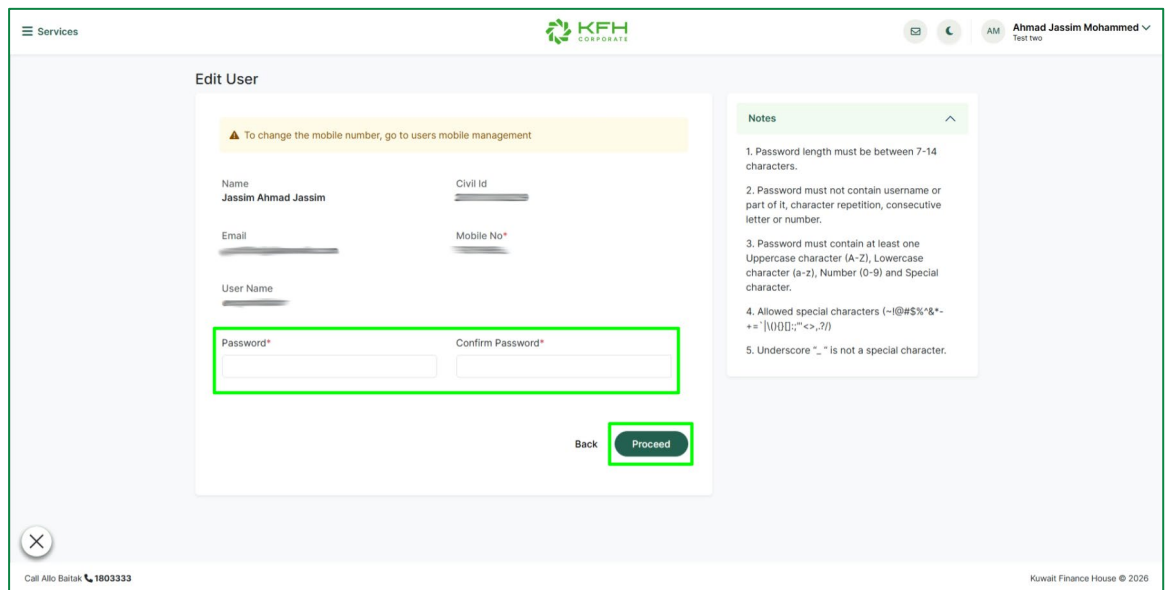 Services
KFH
CORPORATE
AM
Ahmad Jassim Mohammed
Test two
Edit User
To change the mobile number, go to users mobile management
Name
Jassim Ahmad Jassim
Civil Id
Email
Mobile No*
User Name
Password*
Confirm Password*
Back
Proceed
Notes
1. Password length must be between 7-14
characters.
2. Password must not contain username or
part of it, character repetition, consecutive
letter or number.
3. Password must contain at least one
Uppercase character (A-Z), Lowercase
character (a-z), Number (0-9) and Special
character.
4. Allowed special characters (~!@#$%^&*-
+=`|\(){}[]:;"'<>,.?/)
5. Underscore "_ " is not a special character.
Call Allo Baitak 1803333
Kuwait Finance House © 2026